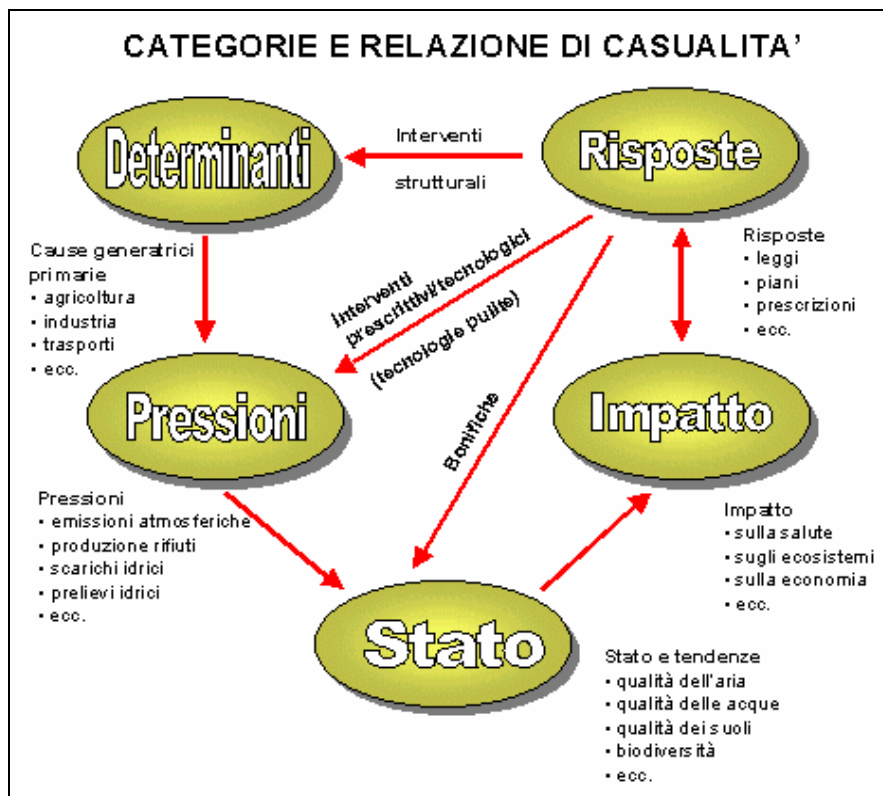 CATEGORIE E RELAZIONE DI CASUALITA’
Determinanti
Interventi
strutturali
Risposte
Cause generatrici
primarie
• agricoltura
• industria
• trasporti
• ecc.
Interventi
prescrittivi/tecnologici
(tecnologie pulite)
Risposte
• leggi
• piani
• prescrizioni
• ecc.
Pressioni
Bonifiche
Impatto
Pressioni
• emissioni atmosferiche
• produzione rifiuti
• scarichi idrici
• prelievi idrici
• ecc.
Impatto
• sulla salute
• sugli ecosistemi
• sulla economia
• ecc.
Stato
Stato e tendenze
• qualità dell'aria
• qualità delle acque
• qualità dei suoli
• biodiversità
• ecc.